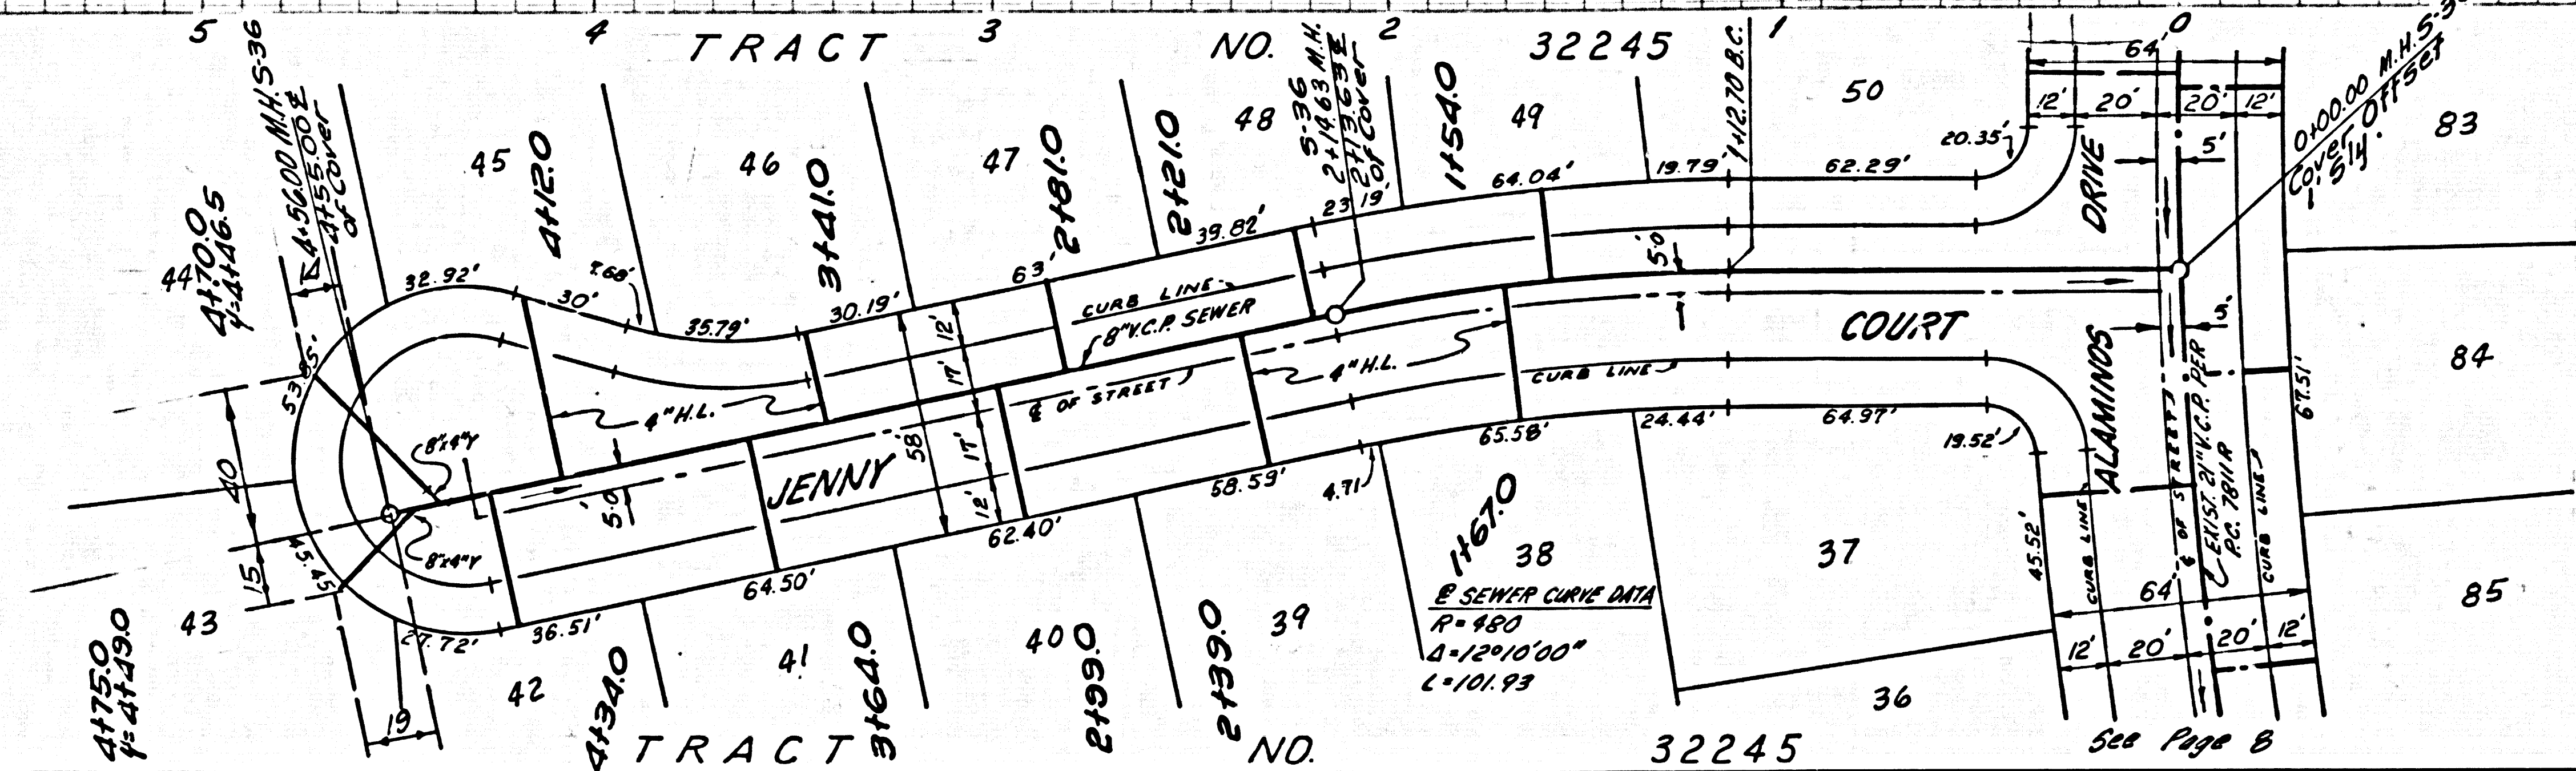 5 4 3 2 1 0
TRACT NO. 32245
4+56.00 M.H. S-36
4+55.00 ℄
of Cover
S-36
2+14.63 M.H.
2+13.63 ℄
of Cover
1+12.70 B.C.
0+00.00 M.H. S-3
Cover Offset
45
46
47
48
49
50
83
44
4+70.0
Y=4+46.5
4+12.0
3+41.0
2+81.0
2+21.0
1+54.0
64'
12' 20' 20' 12'
5'
20.35'
32.92'
30'
7.68'
35.79'
30.19'
63'
39.82'
23.19'
64.04'
19.79'
62.29'
DRIVE
53.85'
CURB LINE
8" V.C.P. SEWER
5.0'
12'
17'
58'
17'
12'
4" H.L.
℄ OF STREET
4" H.L.
CURB LINE
COURT
ALAMINOS
5'
84
67.51'
40
15
8"x4"Y
8"x4"Y
45.45
5.0'
JENNY
27.72'
36.51'
64.50'
62.40'
58.59'
4.71'
65.58'
24.44'
64.97'
19.52'
45.52'
CURB LINE
℄ OF STREET
EXIST. 21" V.C.P. PER
P.C. 7811R
CURB LINE
19
43
42
41
40
39
38
37
36
85
4+75.0
Y=4+49.0
4+34.0
3+64.0
2+99.0
2+39.0
1+67.0
℄ SEWER CURVE DATA
R=480
Δ=12°10'00"
L=101.93
64'
12' 20' 20' 12'
TRACT NO. 32245
See Page 8